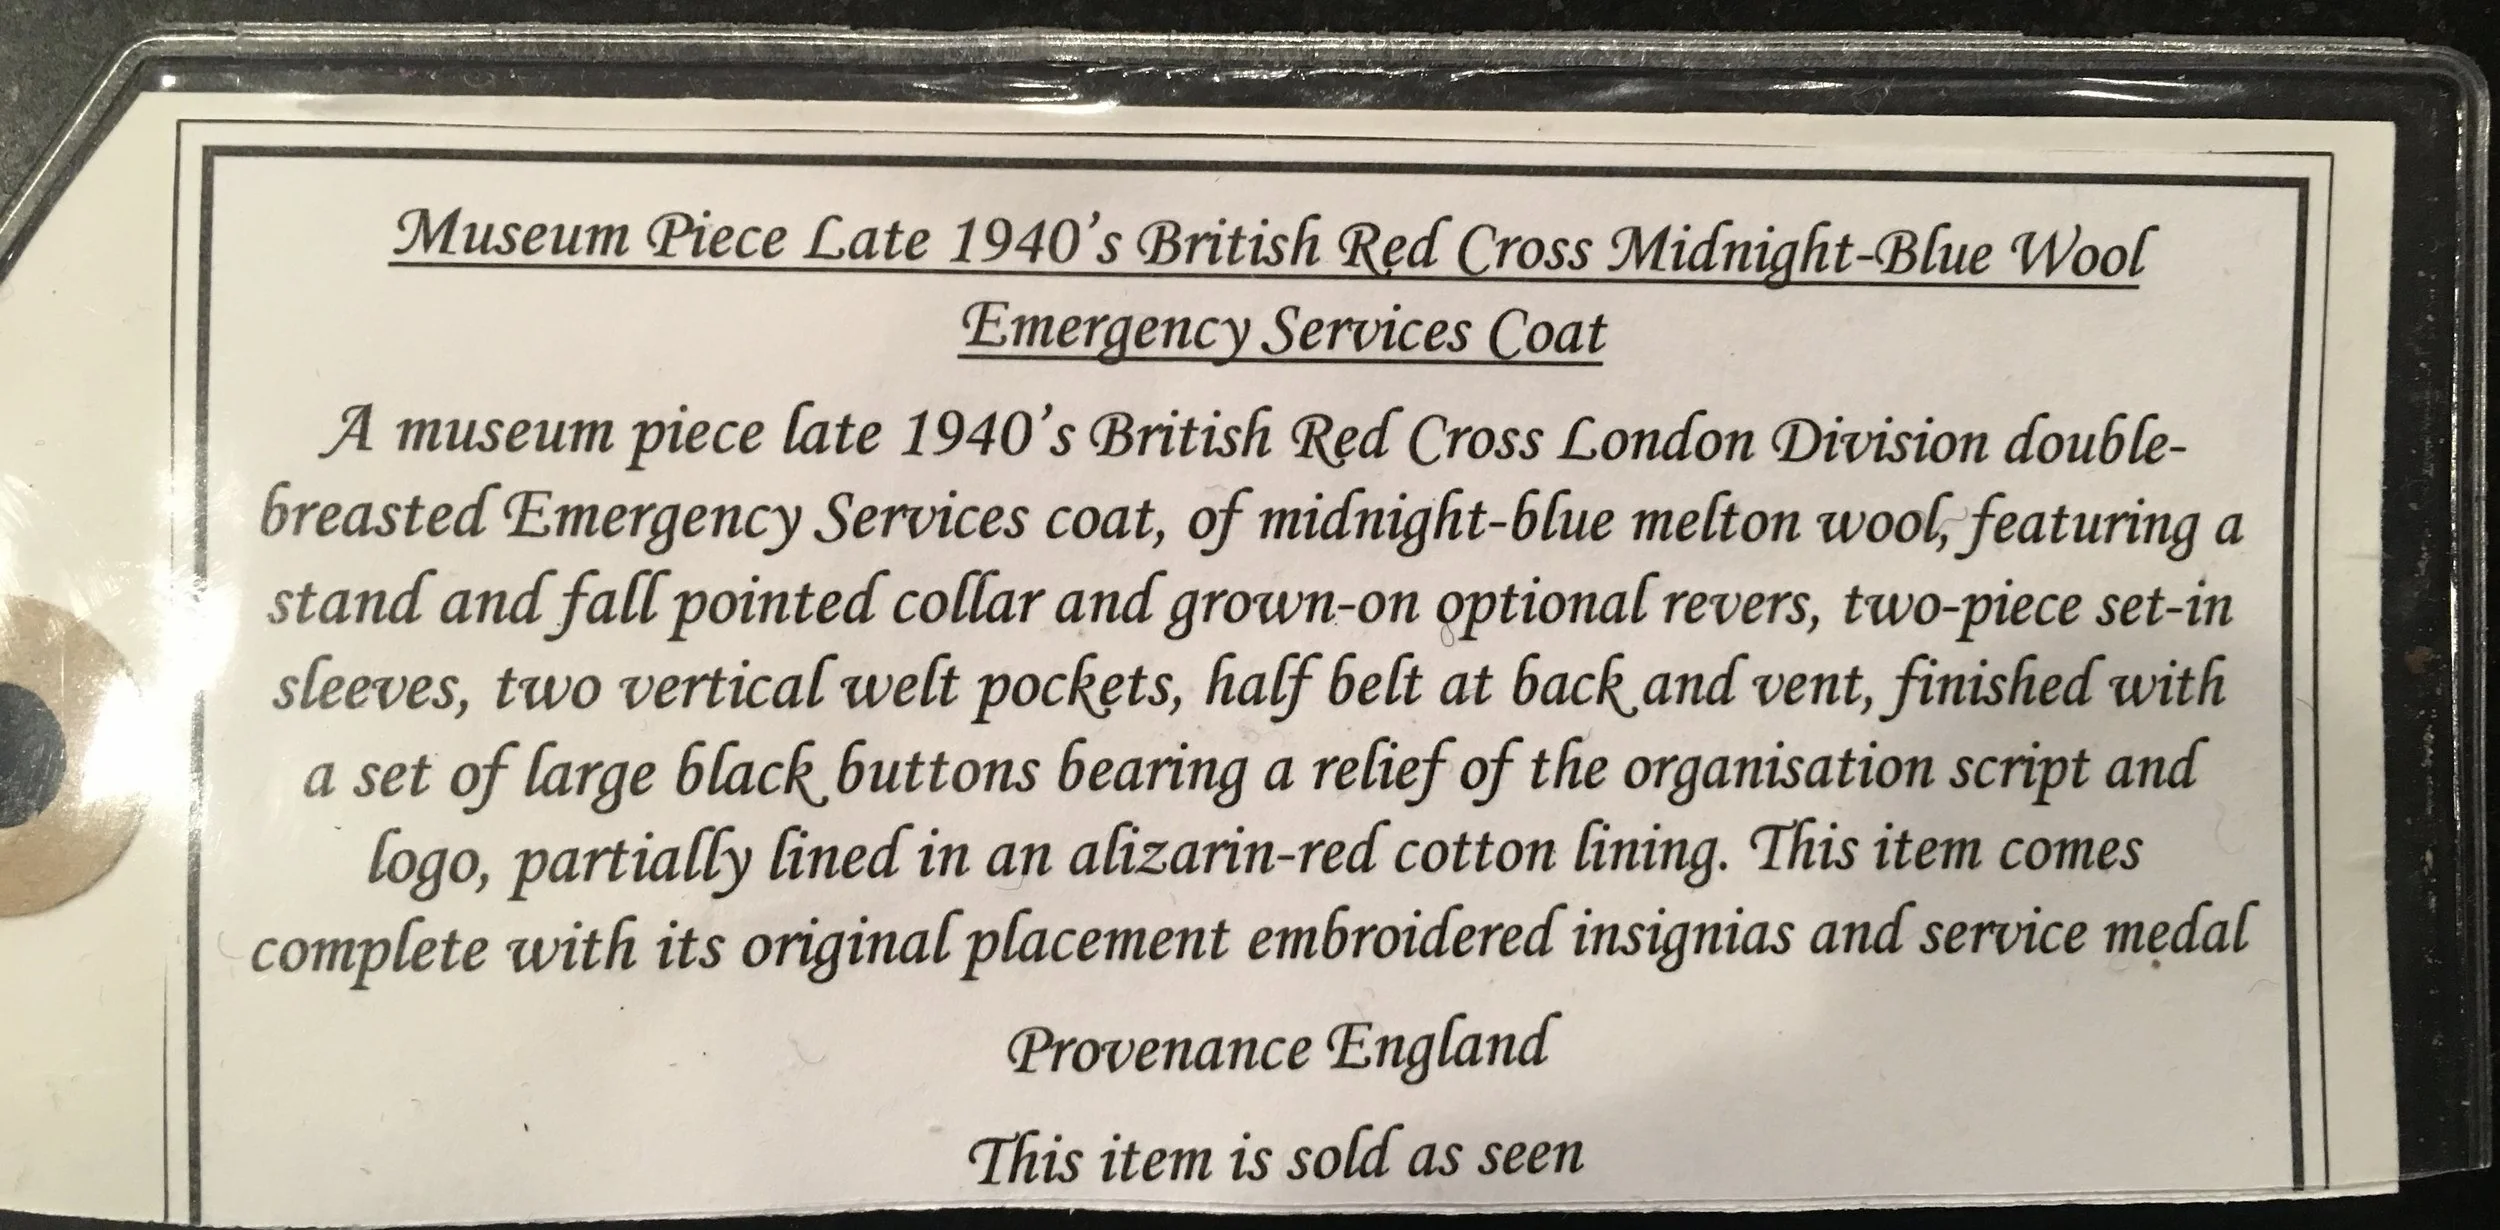 Museum Piece Late 1940's British Red Cross Midnight-Blue Wool
Emergency Services Coat
A museum piece late 1940's British Red Cross London Division double-
breasted Emergency Services coat, of midnight-blue melton wool, featuring a
stand and fall pointed collar and grown-on optional revers, two-piece set-in
sleeves, two vertical welt pockets, half belt at back and vent, finished with
a set of large black buttons bearing a relief of the organisation script and
logo, partially lined in an alizarin-red cotton lining. This item comes
complete with its original placement embroidered insignias and service medal
Provenance England
This item is sold as seen